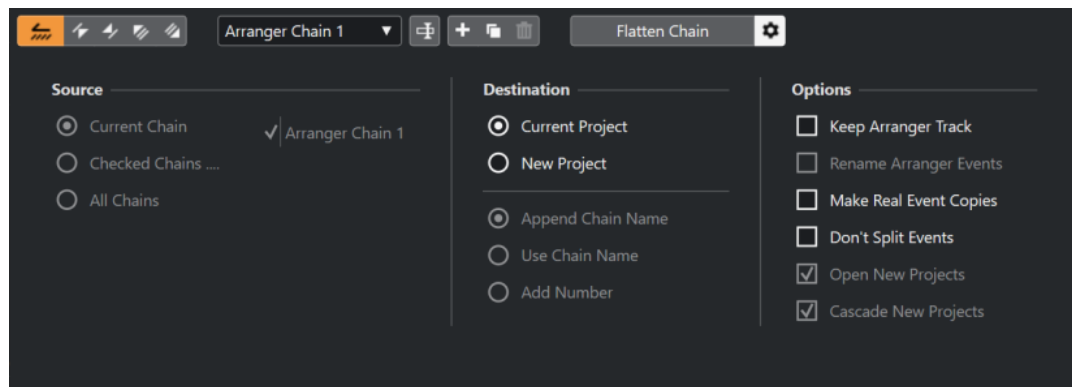 Arranger Chain 1
Flatten Chain
Source
Current Chain
Arranger Chain 1
Checked Chains ....
All Chains
Destination
Current Project
New Project
Append Chain Name
Use Chain Name
Add Number
Options
Keep Arranger Track
Rename Arranger Events
Make Real Event Copies
Don't Split Events
Open New Projects
Cascade New Projects